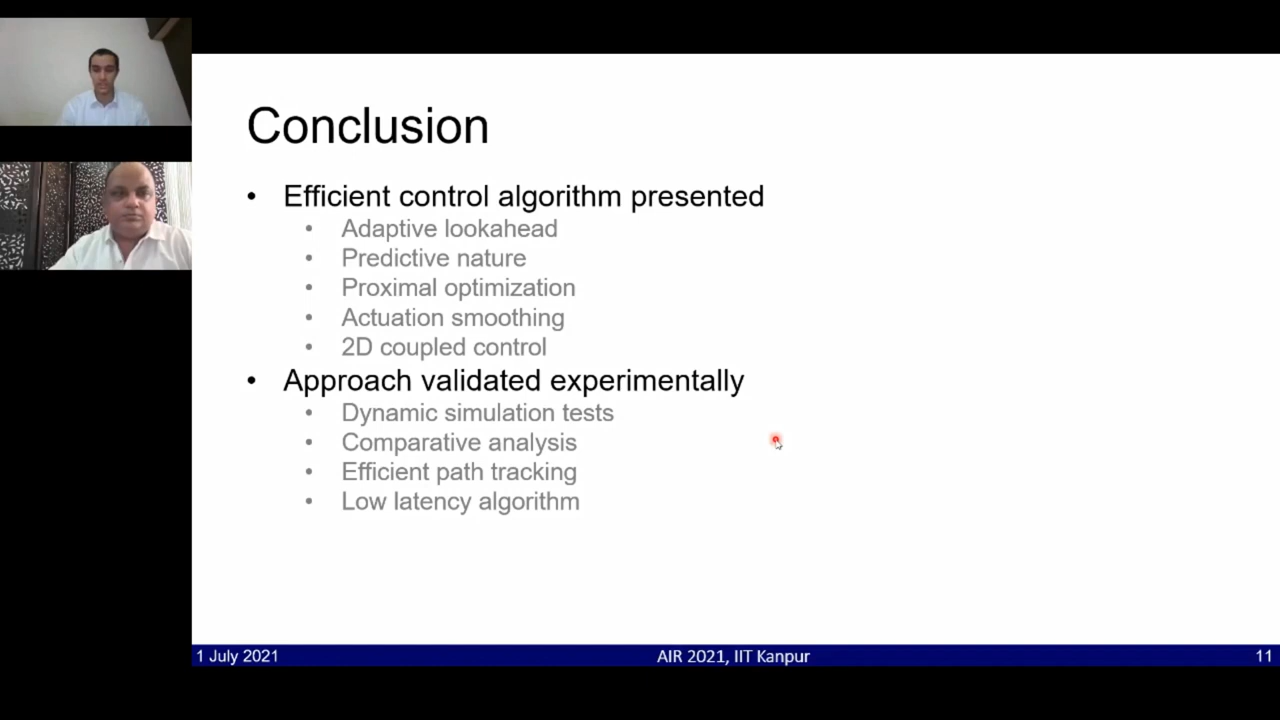 Conclusion
• Efficient control algorithm presented
• Adaptive lookahead
• Predictive nature
• Proximal optimization
• Actuation smoothing
• 2D coupled control
• Approach validated experimentally
• Dynamic simulation tests
• Comparative analysis
• Efficient path tracking
• Low latency algorithm
1 July 2021 AIR 2021, IIT Kanpur 11